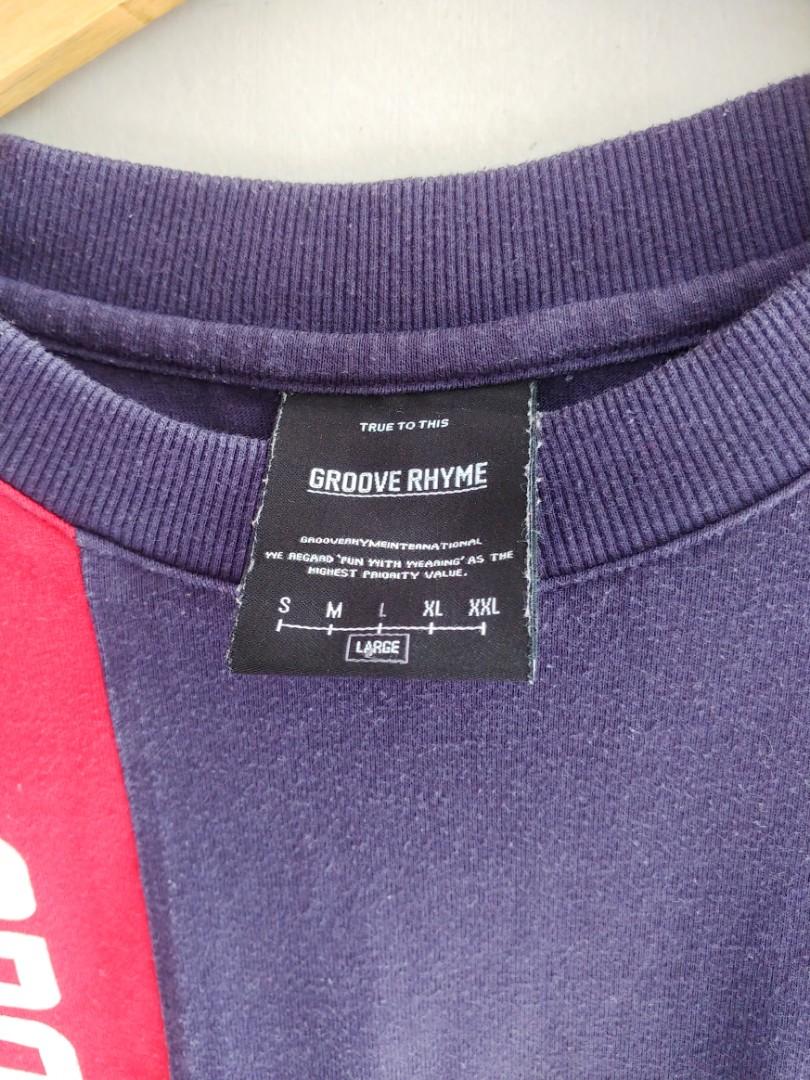 TRUE TO THIS
GROOVE RHYME
GROOVERHYMEINTERNATIONAL
WE REGARD 'FUN WITH WEARING' AS THE
HIGHEST PRIORITY VALUE.
S M L XL XXL
LARGE